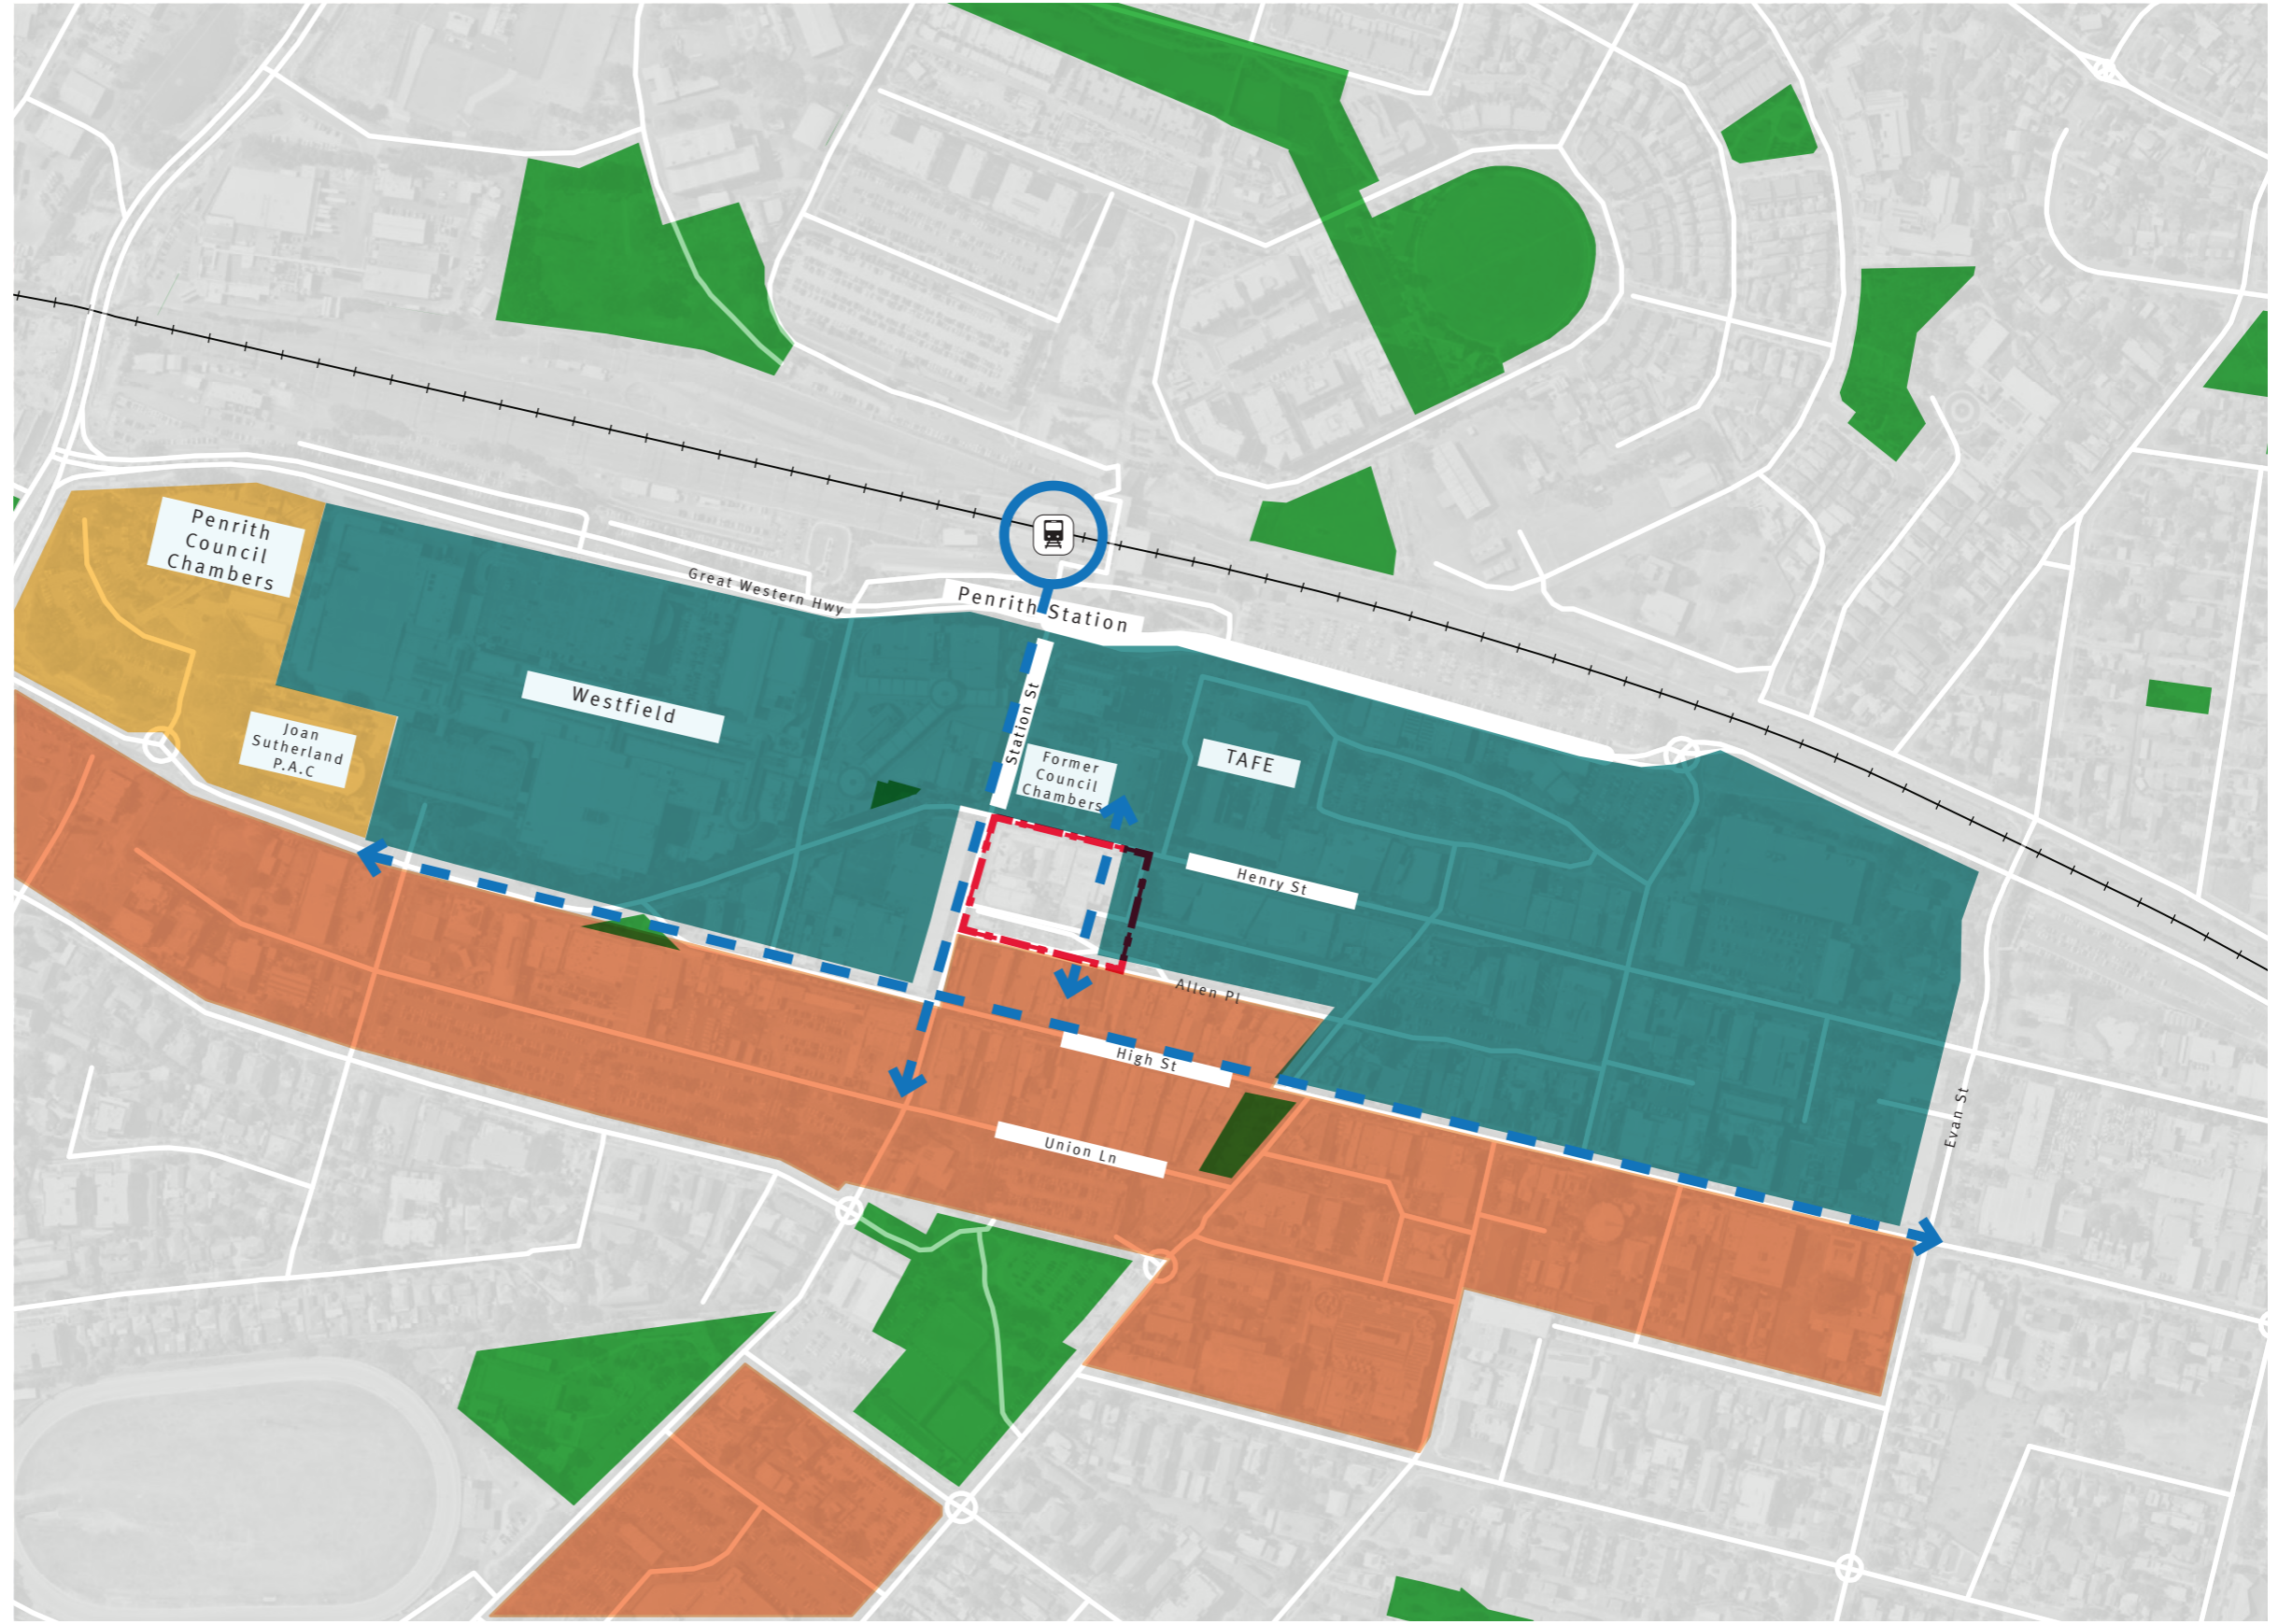 Penrith
Council
Chambers
Great Western Hwy
Penrith Station
Westfield
Station St
Joan
Sutherland
P.A.C
Former
Council
Chambers
TAFE
Henry St
Allen Pl
High St
Union Ln
Evan St